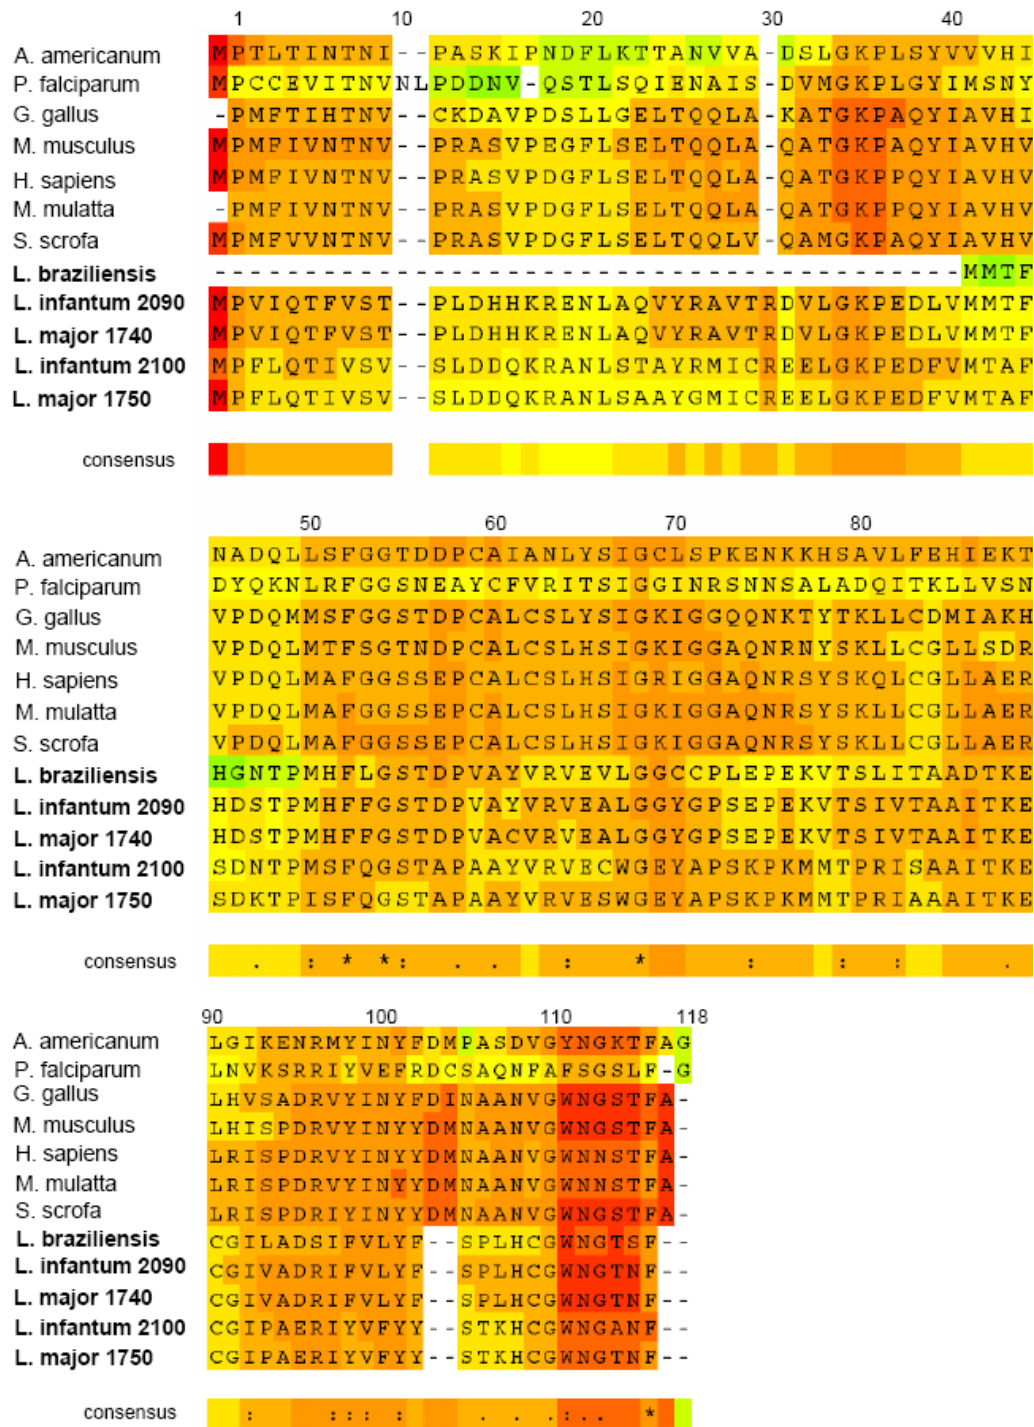 1 10 20 30 40
A. americanum MPTLTINTNI--PASKIPNDFLKTTANVVA-DSLGKPLSYVVVHI
P. falciparum MPCCEVITNVNLPDDNV-QSTLSQIENAIS-DVMGKPLGYIMSNY
G. gallus -PMFTIHTNV--CKDAVPDSLLGELTQQLA-KATGKPAQYIAVHI
M. musculus MPMFIVNTNV--PRASVPEGFLSELTQQLA-QATGKPAQYIAVHV
H. sapiens MPMFIVNTNV--PRASVPDGFLSELTQQLA-QATGKPPQYIAVHV
M. mulatta -PMFIVNTNV--PRASVPDGFLSELTQQLA-QATGKPPQYIAVHV
S. scrofa MPMFVVNTNV--PRASVPDGFLSELTQQLV-QAMGKPAQYIAVHV
L. braziliensis -----------------------------------------MMTF
L. infantum 2090 MPVIQTFVST--PLDHHKRENLAQVYRAVTRDVLGKPEDLVMMTF
L. major 1740 MPVIQTFVST--PLDHHKRENLAQVYRAVTRDVLGKPEDLVMMTF
L. infantum 2100 MPFLQTIVSV--SLDDQKRANLSTAYRMICREELGKPEDFVMTAF
L. major 1750 MPFLQTIVSV--SLDDQKRANLSAAYGMICREELGKPEDFVMTAF
consensus
50 60 70 80
A. americanum NADQLLSFGGTDDPCAIANLYSIGCLSPKENKKHSAVLFEHIEKT
P. falciparum DYQKNLRFGGSNEAYCFVRITSIGGINRSNNSALADQITKLLVSN
G. gallus VPDQMMSFGGSTDPCALCSLYSIGKIGGQQNKTYTKLLCDMIAKH
M. musculus VPDQLMTFSGTNDPCALCSLHSIGKIGGAQNRNYSKLLCGLLSDR
H. sapiens VPDQLMAFGGSSEPCALCSLHSIGRIGGAQNRSYSKQLCGLLAER
M. mulatta VPDQLMAFGGSSEPCALCSLHSIGKIGGAQNRSYSKLLCGLLAER
S. scrofa VPDQLMAFGGSSEPCALCSLHSIGKIGGAQNRSYSKLLCGLLAER
L. braziliensis HGNTPMHFLGSTDPVAYVRVEVLGGCCPLEPEKVTSLITAADTKE
L. infantum 2090 HDSTPMHFFGSTDPVAYVRVEALGGYGPSEPEKVTSIVTAAITKE
L. major 1740 HDSTPMHFFGSTDPVACVRVEALGGYGPSEPEKVTSIVTAAITKE
L. infantum 2100 SDNTPMSFQGSTAPAAYVRVECWGEYAPSKPKMMTPRISAAITKE
L. major 1750 SDKTPISFQGSTAPAAYVRVESWGEYAPSKPKMMTPRIAAAITKE
consensus . : * * : . . : * : : : .
90 100 110 118
A. americanum LGIKENRMYINYFDMPASDVGYNGKTFAG
P. falciparum LNVKSRRIYVEFRDCSAQNFAFSGSLF-G
G. gallus LHVSADRVYINYFDINAANVGWNGSTFA-
M. musculus LHISPDRVYINYYDMNAANVGWNGSTFA-
H. sapiens LRISPDRVYINYYDMNAANVGWNNSTFA-
M. mulatta LRISPDRVYINYYDMNAANVGWNNSTFA-
S. scrofa LRISPDRIYINYYDMNAANVGWNGSTFA-
L. braziliensis CGILADSIFVLYF--SPLHCGWNGTSF--
L. infantum 2090 CGIVADRIFVLYF--SPLHCGWNGTNF--
L. major 1740 CGIVADRIFVLYF--SPLHCGWNGTNF--
L. infantum 2100 CGIPAERIYVFYY--STKHCGWNGANF--
L. major 1750 CGIPAERIYVFYY--STKHCGWNGTNF--
consensus : : : : : . . . : . . *